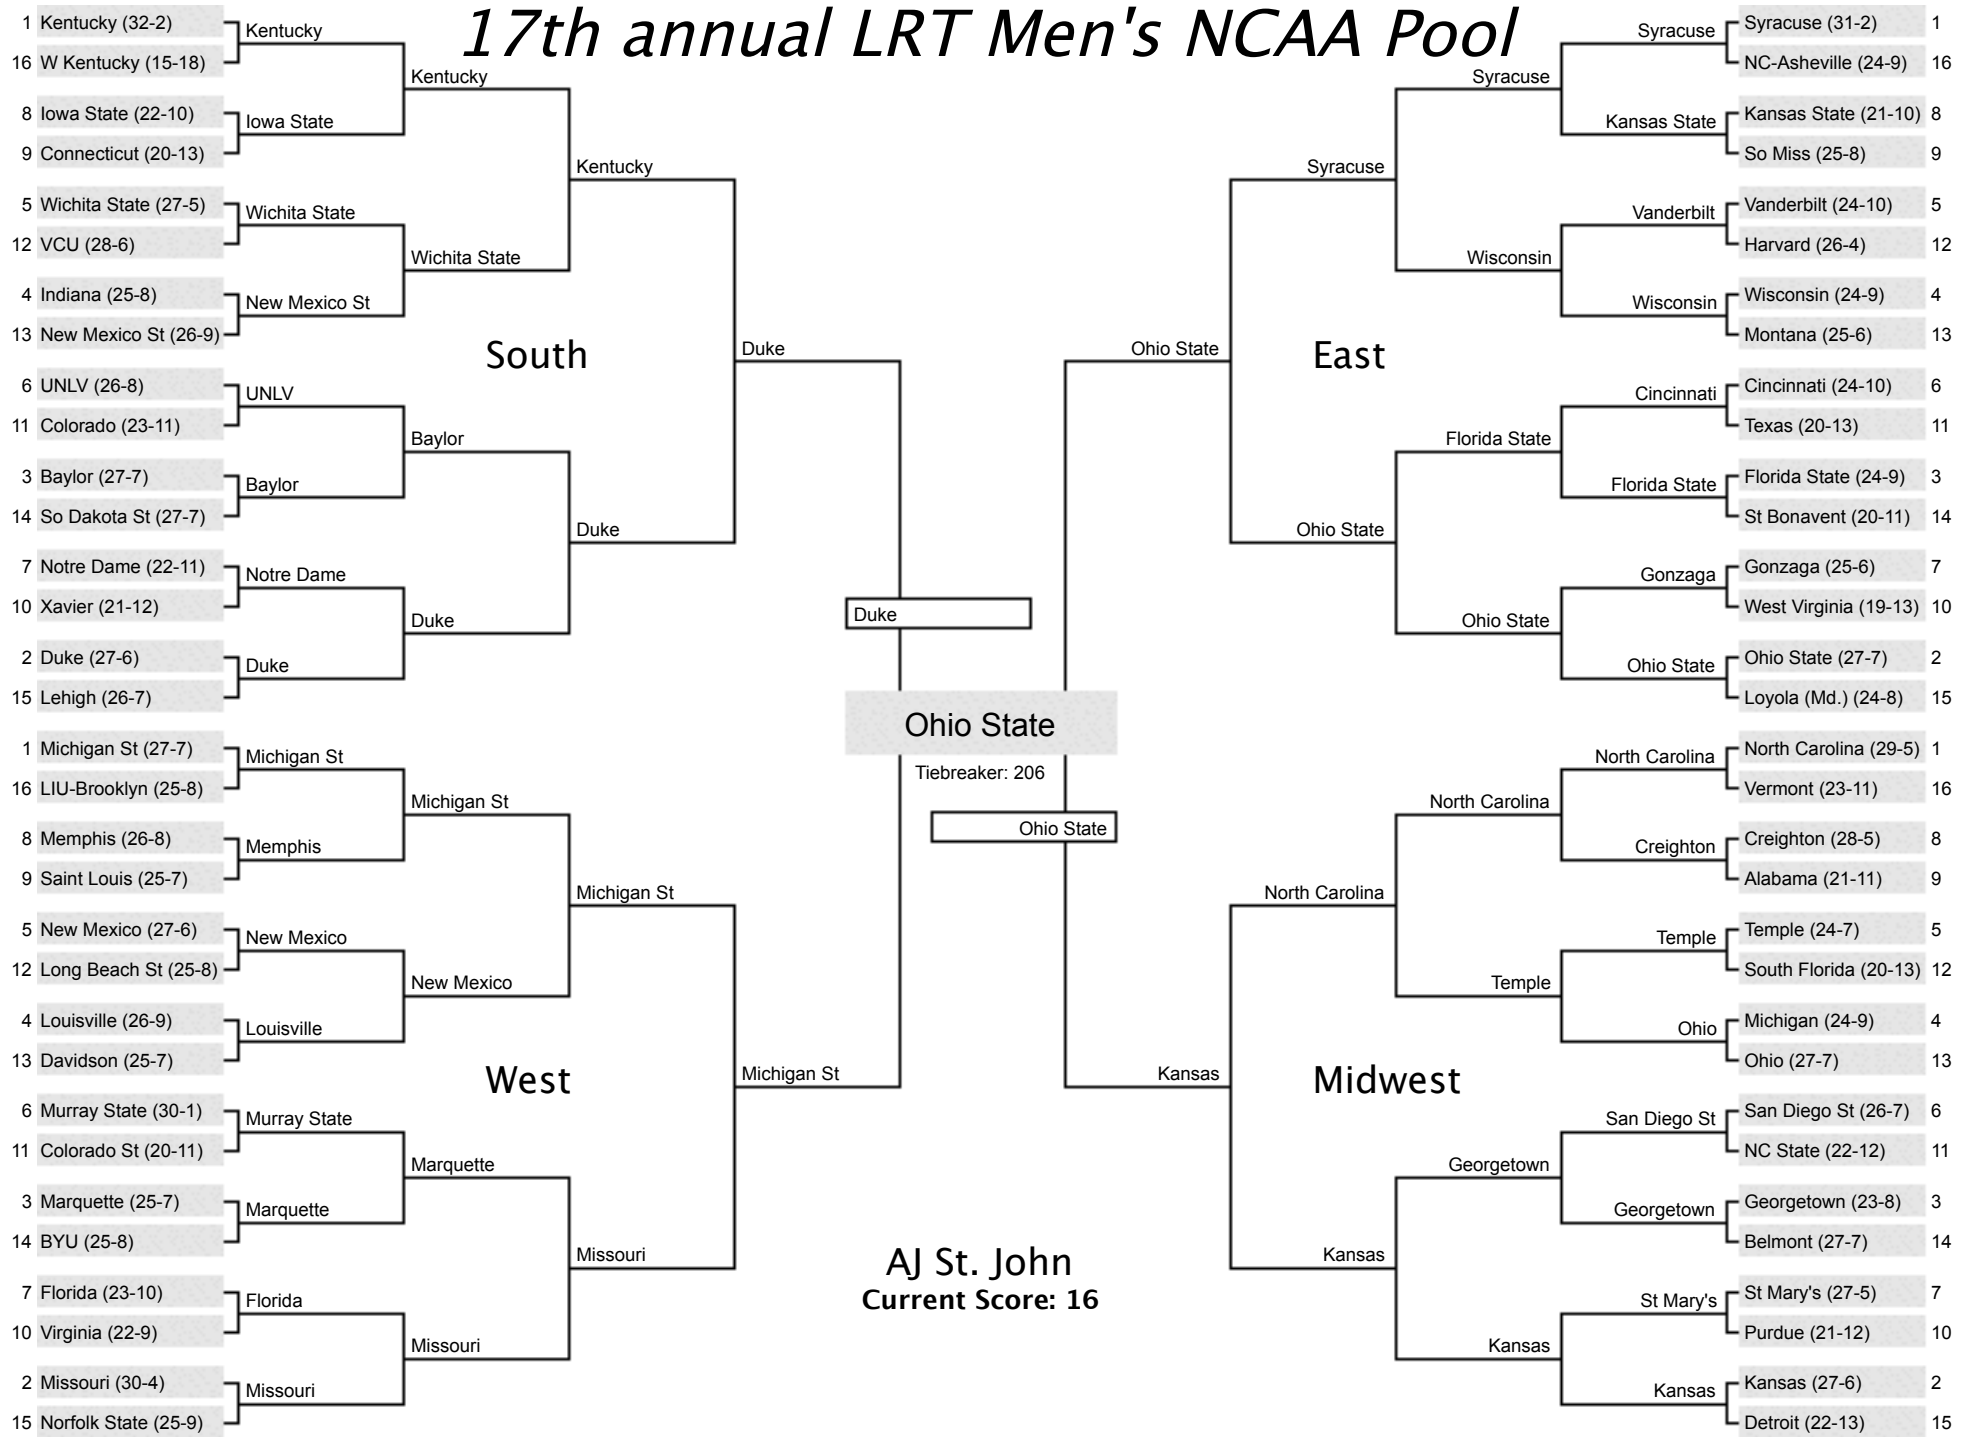 17th annual LRT Men's NCAA Pool
1 Kentucky (32-2)
16 W Kentucky (15-18)
8 Iowa State (22-10)
9 Connecticut (20-13)
5 Wichita State (27-5)
12 VCU (28-6)
4 Indiana (25-8)
13 New Mexico St (26-9)
6 UNLV (26-8)
11 Colorado (23-11)
3 Baylor (27-7)
14 So Dakota St (27-7)
7 Notre Dame (22-11)
10 Xavier (21-12)
2 Duke (27-6)
15 Lehigh (26-7)
Kentucky
Iowa State
Wichita State
New Mexico St
UNLV
Baylor
Notre Dame
Duke
Kentucky
Wichita State
Baylor
Duke
Kentucky
Duke
Duke
South
1 Michigan St (27-7)
16 LIU-Brooklyn (25-8)
8 Memphis (26-8)
9 Saint Louis (25-7)
5 New Mexico (27-6)
12 Long Beach St (25-8)
4 Louisville (26-9)
13 Davidson (25-7)
6 Murray State (30-1)
11 Colorado St (20-11)
3 Marquette (25-7)
14 BYU (25-8)
7 Florida (23-10)
10 Virginia (22-9)
2 Missouri (30-4)
15 Norfolk State (25-9)
Michigan St
Memphis
New Mexico
Louisville
Murray State
Marquette
Florida
Missouri
Michigan St
New Mexico
Marquette
Missouri
Michigan St
Missouri
Michigan St
West
Duke
Ohio State
Tiebreaker: 206
Ohio State
AJ St. John
Current Score: 16
Syracuse (31-2) 1
NC-Asheville (24-9) 16
Kansas State (21-10) 8
So Miss (25-8) 9
Vanderbilt (24-10) 5
Harvard (26-4) 12
Wisconsin (24-9) 4
Montana (25-6) 13
Cincinnati (24-10) 6
Texas (20-13) 11
Florida State (24-9) 3
St Bonavent (20-11) 14
Gonzaga (25-6) 7
West Virginia (19-13) 10
Ohio State (27-7) 2
Loyola (Md.) (24-8) 15
Syracuse
Kansas State
Vanderbilt
Wisconsin
Cincinnati
Florida State
Gonzaga
Ohio State
Syracuse
Wisconsin
Florida State
Ohio State
Syracuse
Ohio State
Ohio State
East
North Carolina (29-5) 1
Vermont (23-11) 16
Creighton (28-5) 8
Alabama (21-11) 9
Temple (24-7) 5
South Florida (20-13) 12
Michigan (24-9) 4
Ohio (27-7) 13
San Diego St (26-7) 6
NC State (22-12) 11
Georgetown (23-8) 3
Belmont (27-7) 14
St Mary's (27-5) 7
Purdue (21-12) 10
Kansas (27-6) 2
Detroit (22-13) 15
North Carolina
Creighton
Temple
Ohio
San Diego St
Georgetown
St Mary's
Kansas
North Carolina
Temple
Georgetown
Kansas
North Carolina
Kansas
Kansas
Midwest